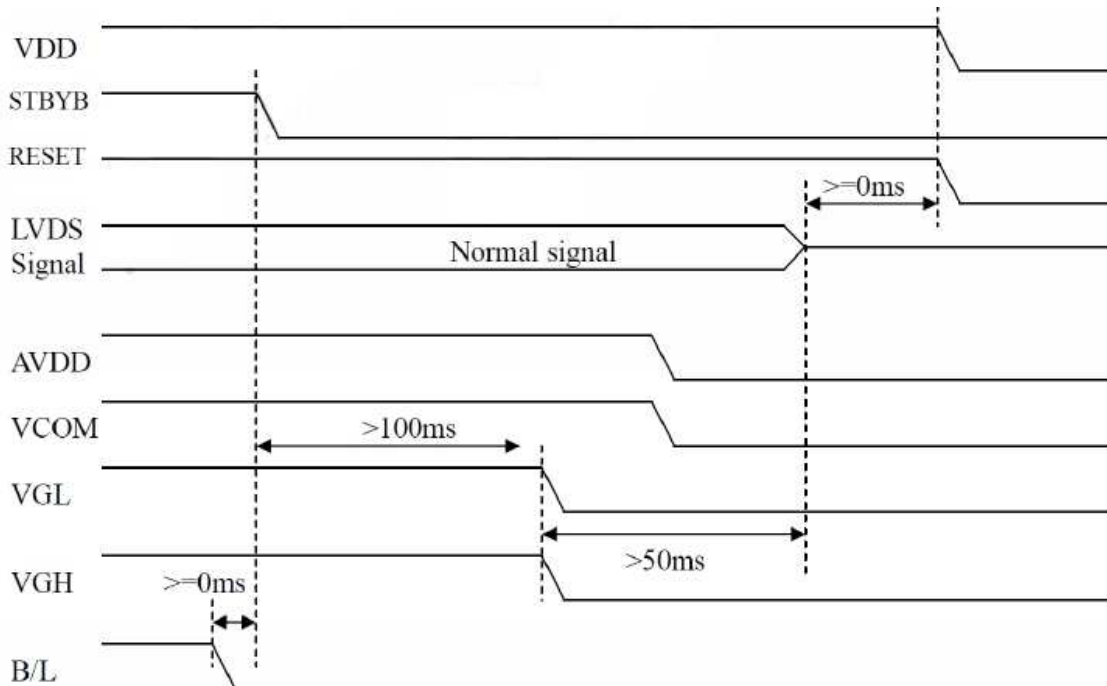 VDD
STBYB
RESET
>=0ms
LVDS
Signal
Normal signal
AVDD
VCOM
>100ms
VGL
>50ms
VGH
>=0ms
B/L